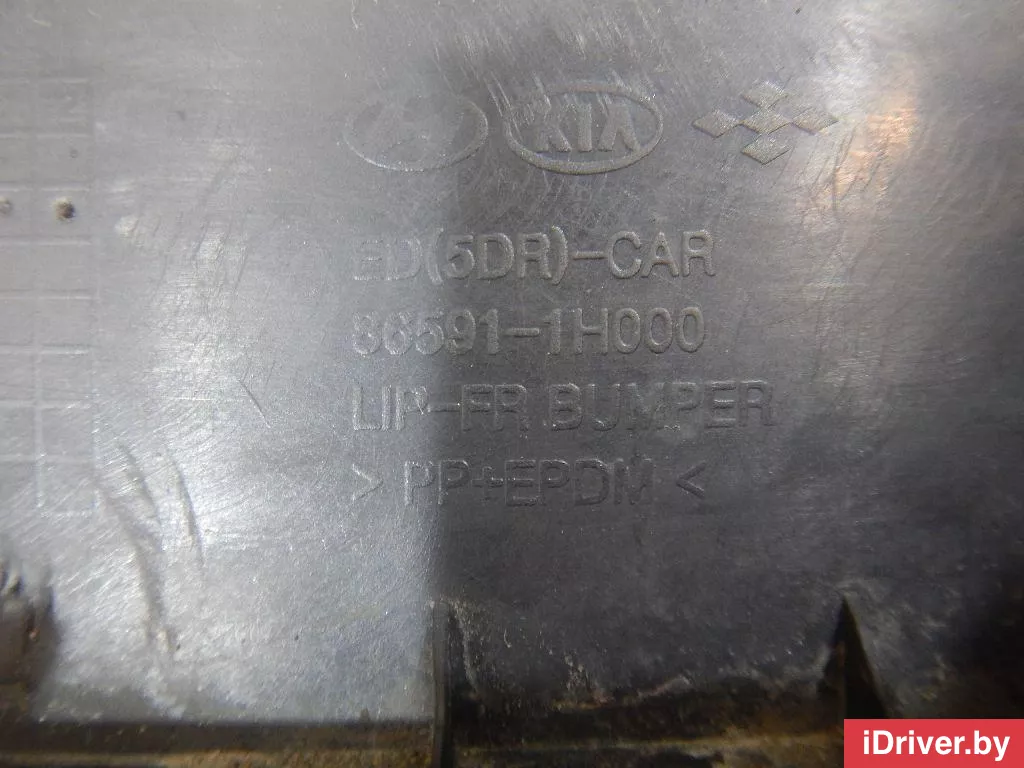 KIA
ED(5DR)-CAR
86591-1H000
LIP-FR BUMPER
> PP+EPDM <
iDriver.by